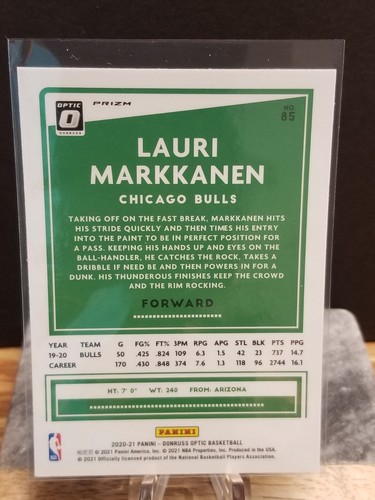 OPTIC
DONRUSS
PRIZM
NO.
85
LAURI
MARKKANEN
CHICAGO BULLS
TAKING OFF ON THE FAST BREAK, MARKKANEN HITS
HIS STRIDE QUICKLY AND THEN TIMES HIS ENTRY
INTO THE PAINT TO BE IN PERFECT POSITION FOR
A PASS. KEEPING HIS HANDS UP AND EYES ON THE
BALL-HANDLER, HE CATCHES THE ROCK, TAKES A
DRIBBLE IF NEED BE AND THEN POWERS IN FOR A
DUNK. HIS THUNDEROUS FINISHES KEEP THE CROWD
AND THE RIM ROCKING.
FORWARD
YEAR TEAM G FG% FT% 3PM RPG APG STL BLK PTS PPG
19-20 BULLS 50 .425 .824 109 6.3 1.5 42 23 737 14.7
CAREER 170 .430 .848 374 7.6 1.3 118 96 2744 16.1
HT: 7' 0" WT: 240 FROM: ARIZONA
PANINI
2020-21 PANINI - DONRUSS OPTIC BASKETBALL
© 2021 Panini America, Inc. © 2021 NBA Properties, Inc. Produced in the USA.
© 2021 Officially licensed product of the National Basketball Players Association.
NBA